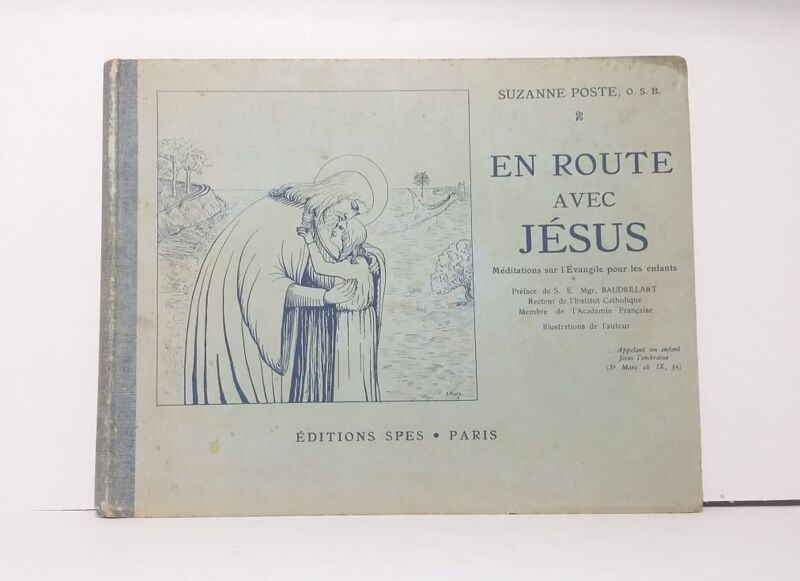 SUZANNE POSTE, O. S. B.
EN ROUTE
AVEC
JÉSUS
Méditations sur l'Évangile pour les enfants
Préface de S. E. Mgr. BAUDRILLART
Recteur de l'Institut Catholique
Membre de l'Académie Française
Illustrations de l'auteur
Appelant un enfant
Jésus l'embrassa
(St Marc ch IX, 35)
ÉDITIONS SPES • PARIS